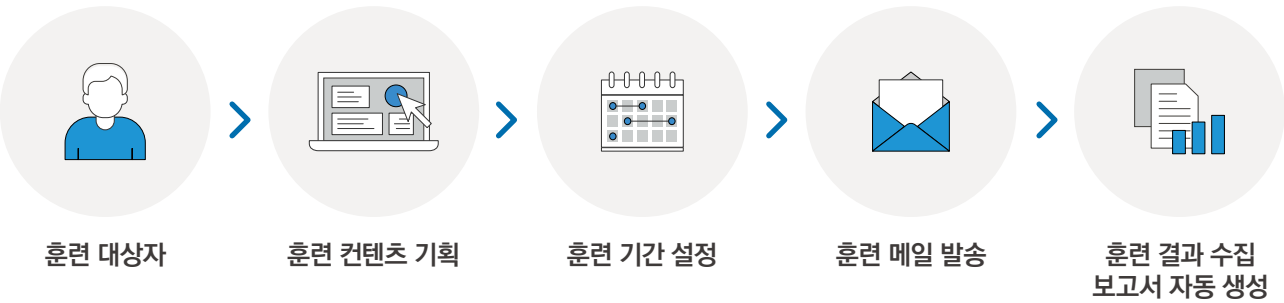 훈련 대상자
훈련 컨텐츠 기획
훈련 기간 설정
훈련 메일 발송
훈련 결과 수집
보고서 자동 생성